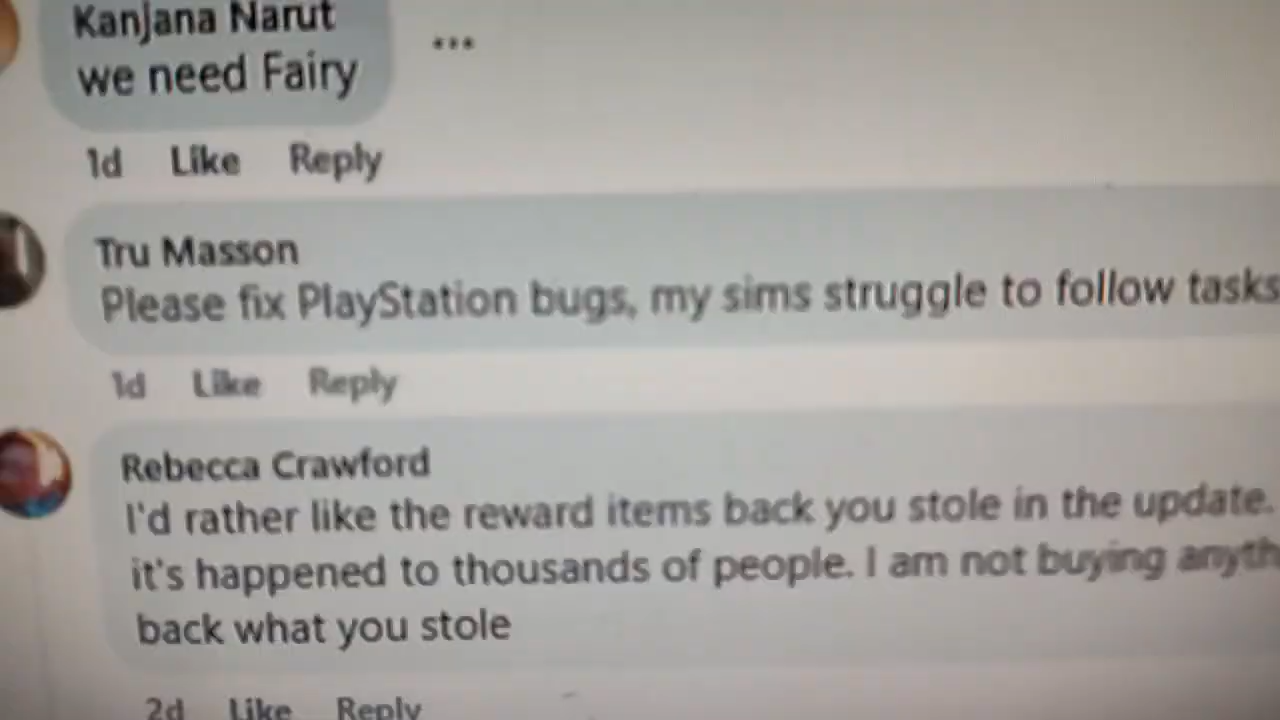 Kanjana Narut
...
we need Fairy
1d Like Reply
Tru Masson
Please fix PlayStation bugs, my sims struggle to follow tasks
1d Like Reply
Rebecca Crawford
I'd rather like the reward items back you stole in the update.
it's happened to thousands of people. I am not buying anyth
back what you stole
2d Like Reply